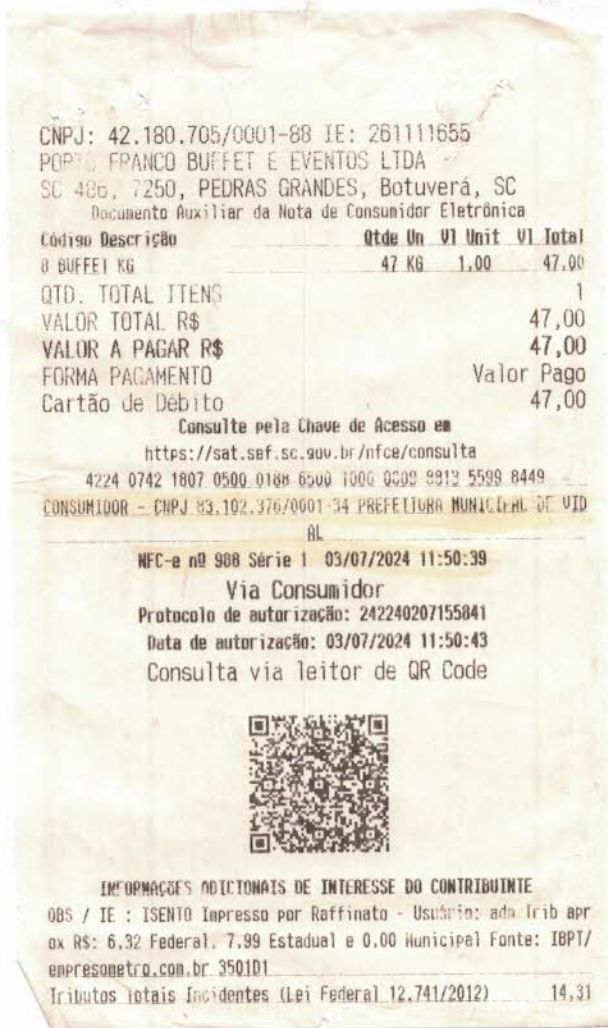 CNPJ: 42.180.705/0001-88 IE: 261111655
PORTO FRANCO BUFFET E EVENTOS LTDA
SC 486, 7250, PEDRAS GRANDES, Botuverá, SC
Documento Auxiliar da Nota de Consumidor Eletrônica
Código Descrição Qtde Un Vl Unit Vl Total
8 BUFFET KG 47 KG 1,00 47,00
QTD. TOTAL ITENS 1
VALOR TOTAL R$ 47,00
VALOR A PAGAR R$ 47,00
FORMA PAGAMENTO Valor Pago
Cartão de Débito 47,00
Consulte pela Chave de Acesso em
https://sat.sef.sc.gov.br/nfce/consulta
4224 0742 1807 0500 0188 6500 1000 9913 5599 8449
CONSUMIDOR - CNPJ 83.102.376/0001-34 PREFEITURA MUNICIPAL DE VID
AL
NFC-e nº 988 Série 1 03/07/2024 11:50:39
Via Consumidor
Protocolo de autorização: 242240207155841
Data de autorização: 03/07/2024 11:50:43
Consulta via leitor de QR Code
INFORMAÇÕES ADICIONAIS DE INTERESSE DO CONTRIBUINTE
OBS / IE : ISENTO Impresso por Raffinato - Usuário: adm Trib apr
ox R$: 6,32 Federal, 7,99 Estadual e 0,00 Municipal Fonte: IBPT/
empresometro.com.br 3501D1
Tributos Totais Incidentes (Lei Federal 12.741/2012) 14,31